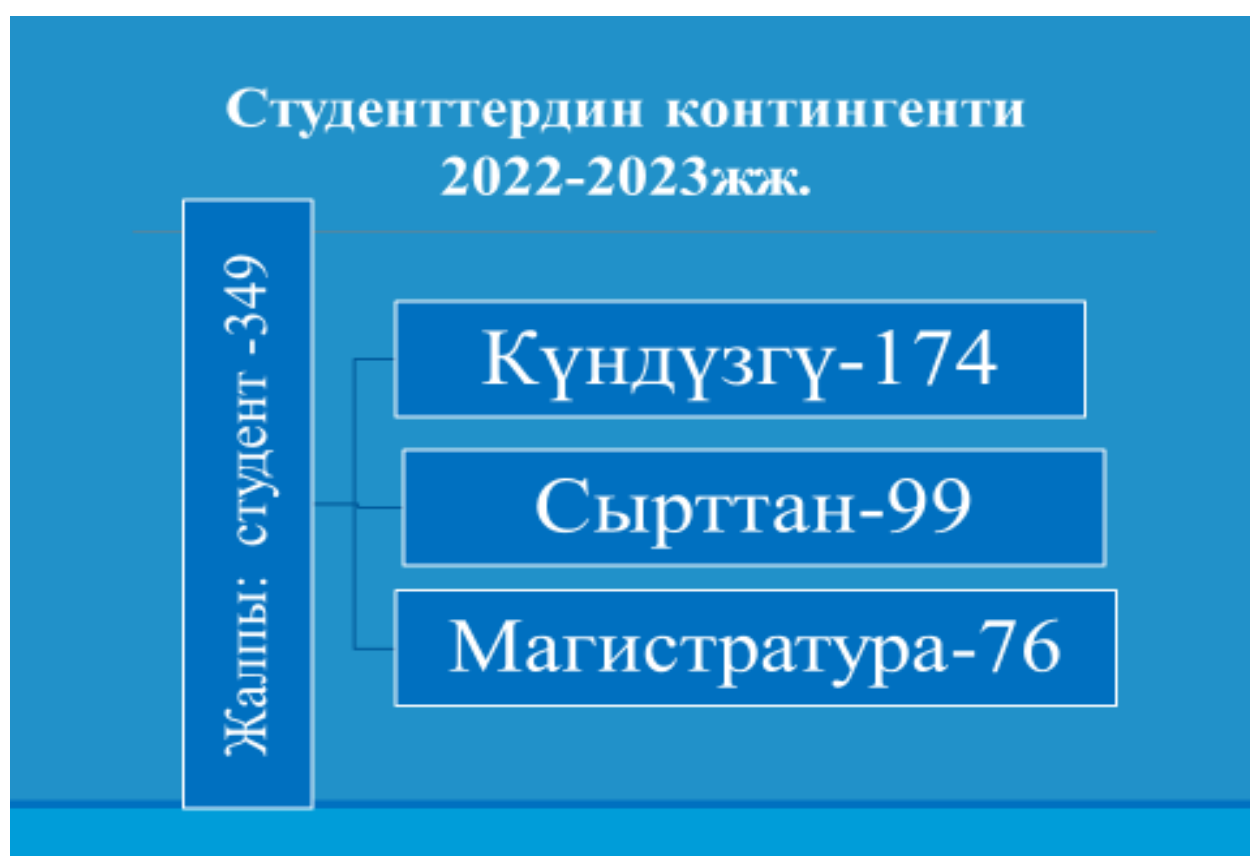 Студенттердин контингенти
2022-2023жж.
Жалпы: студент -349
Күндүзгү-174
Сырттан-99
Магистратура-76